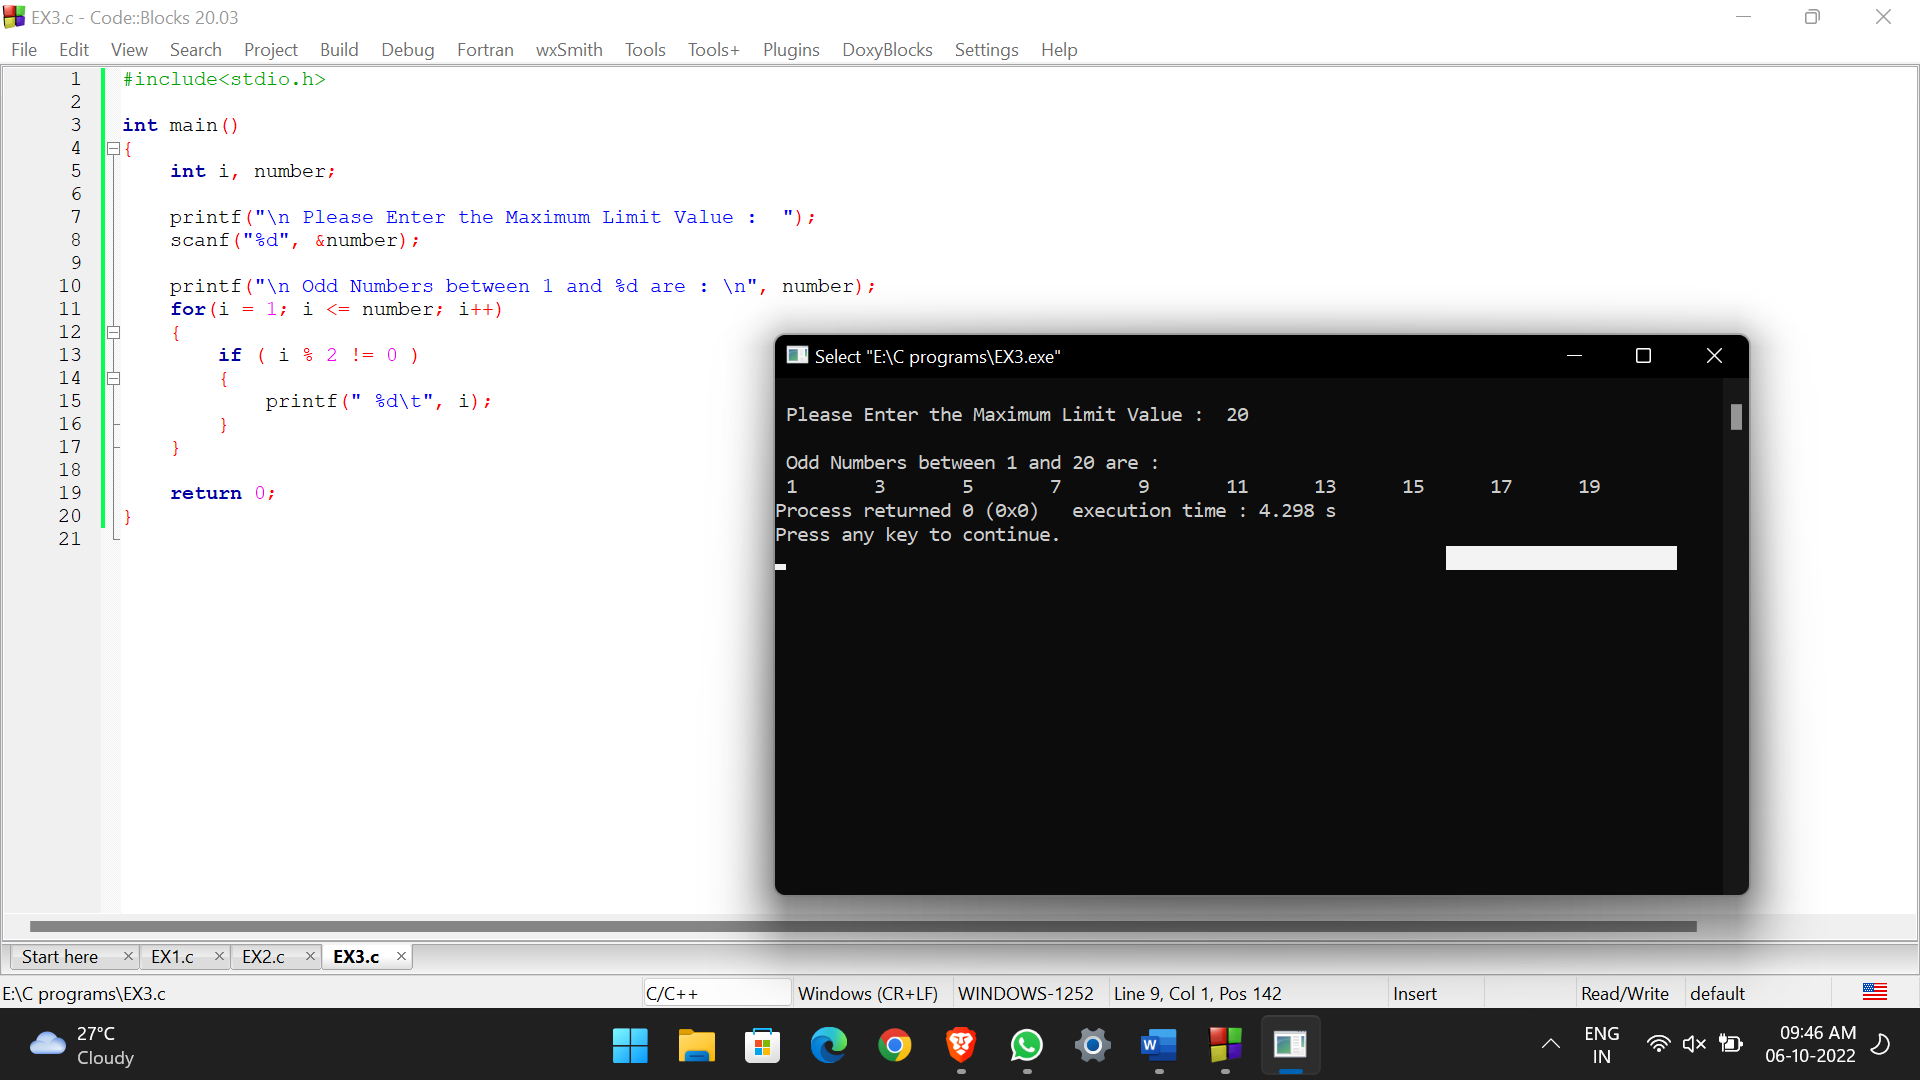 EX3.c - Code::Blocks 20.03
File Edit View Search Project Build Debug Fortran wxSmith Tools Tools+ Plugins DoxyBlocks Settings Help
1 #include<stdio.h>
2
3 int main()
4 {
5 int i, number;
6
7 printf("\n Please Enter the Maximum Limit Value :  ");
8 scanf("%d", &number);
9
10 printf("\n Odd Numbers between 1 and %d are : \n", number);
11 for(i = 1; i <= number; i++)
12 {
13 if ( i % 2 != 0 )
14 {
15 printf(" %d\t", i);
16 }
17 }
18
19 return 0;
20 }
21
Select "E:\C programs\EX3.exe"
Please Enter the Maximum Limit Value :  20
Odd Numbers between 1 and 20 are :
1 3 5 7 9 11 13 15 17 19
Process returned 0 (0x0)   execution time : 4.298 s
Press any key to continue.
Start here EX1.c EX2.c EX3.c
E:\C programs\EX3.c C/C++ Windows (CR+LF) WINDOWS-1252 Line 9, Col 1, Pos 142 Insert Read/Write default
27°C
Cloudy
ENG
IN
09:46 AM
06-10-2022